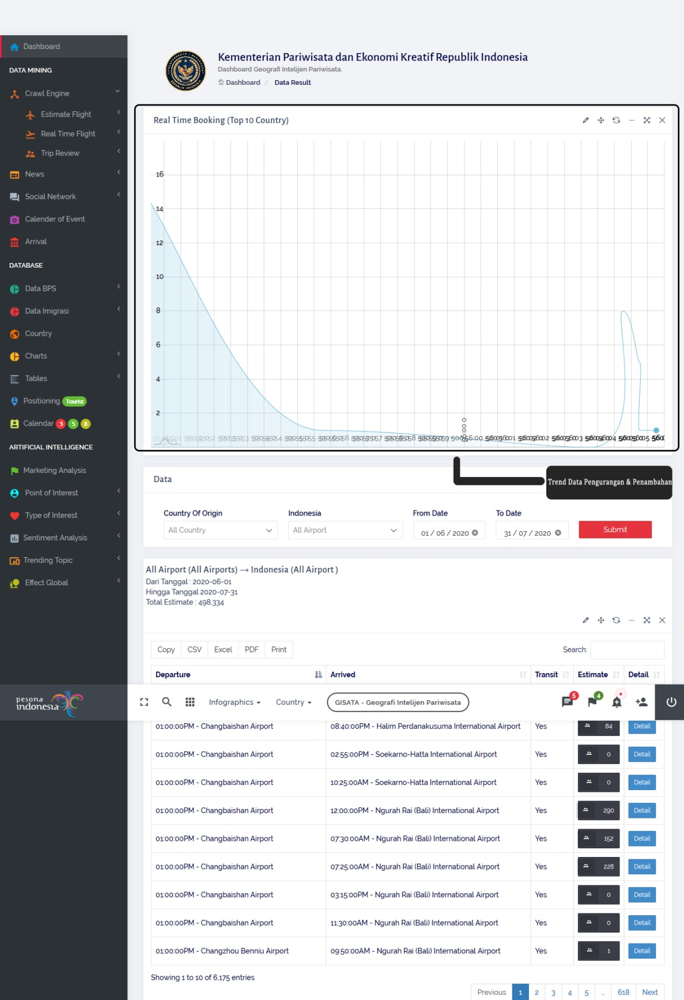 Dashboard
DATA MINING
Crawl Engine
Estimate Flight
Real Time Flight
Trip Review
News
Social Network
Calender of Event
Arrival
DATABASE
Data BPS
Data Imigrasi
Country
Charts
Tables
Positioning Tourist
Calendar 3 5 8
ARTIFICIAL INTELLIGENCE
Marketing Analysis
Point of Interest
Type of Interest
Sentiment Analysis
Trending Topic
Effect Global
Kementerian Pariwisata dan Ekonomi Kreatif Republik Indonesia
Dashboard Geografi Intelijen Pariwisata.
Dashboard / Data Result
Real Time Booking (Top 10 Country)
16
14
12
10
8
6
4
2
Trend Data Pengurangan & Penambahan
Data
Country Of Origin Indonesia From Date To Date
All Country All Airport 01 / 06 / 2020 31 / 07 / 2020 Submit
All Airport (All Airports) → Indonesia (All Airport )
Dari Tanggal : 2020-06-01
Hingga Tanggal 2020-07-31
Total Estimate : 498,334
Copy CSV Excel PDF Print Search:
Departure Arrived Transit Estimate Detail
pesona indonesia Infographics Country GISATA - Geografi Intelijen Pariwisata 5 4
01:00:00PM - Changbaishan Airport 08:40:00PM - Halim Perdanakusuma International Airport Yes 84 Detail
01:00:00PM - Changbaishan Airport 02:55:00PM - Soekarno-Hatta International Airport Yes 0 Detail
01:00:00PM - Changbaishan Airport 10:25:00AM - Soekarno-Hatta International Airport Yes 0 Detail
01:00:00PM - Changbaishan Airport 12:00:00PM - Ngurah Rai (Bali) International Airport Yes 290 Detail
01:00:00PM - Changbaishan Airport 07:30:00AM - Ngurah Rai (Bali) International Airport Yes 152 Detail
01:00:00PM - Changbaishan Airport 07:25:00AM - Ngurah Rai (Bali) International Airport Yes 228 Detail
01:00:00PM - Changbaishan Airport 03:15:00PM - Ngurah Rai (Bali) International Airport Yes 0 Detail
01:00:00PM - Changbaishan Airport 11:30:00AM - Ngurah Rai (Bali) International Airport Yes 0 Detail
01:00:00PM - Changzhou Benniu Airport 09:50:00AM - Ngurah Rai (Bali) International Airport Yes 1 Detail
Showing 1 to 10 of 6,175 entries
Previous 1 2 3 4 5 … 618 Next